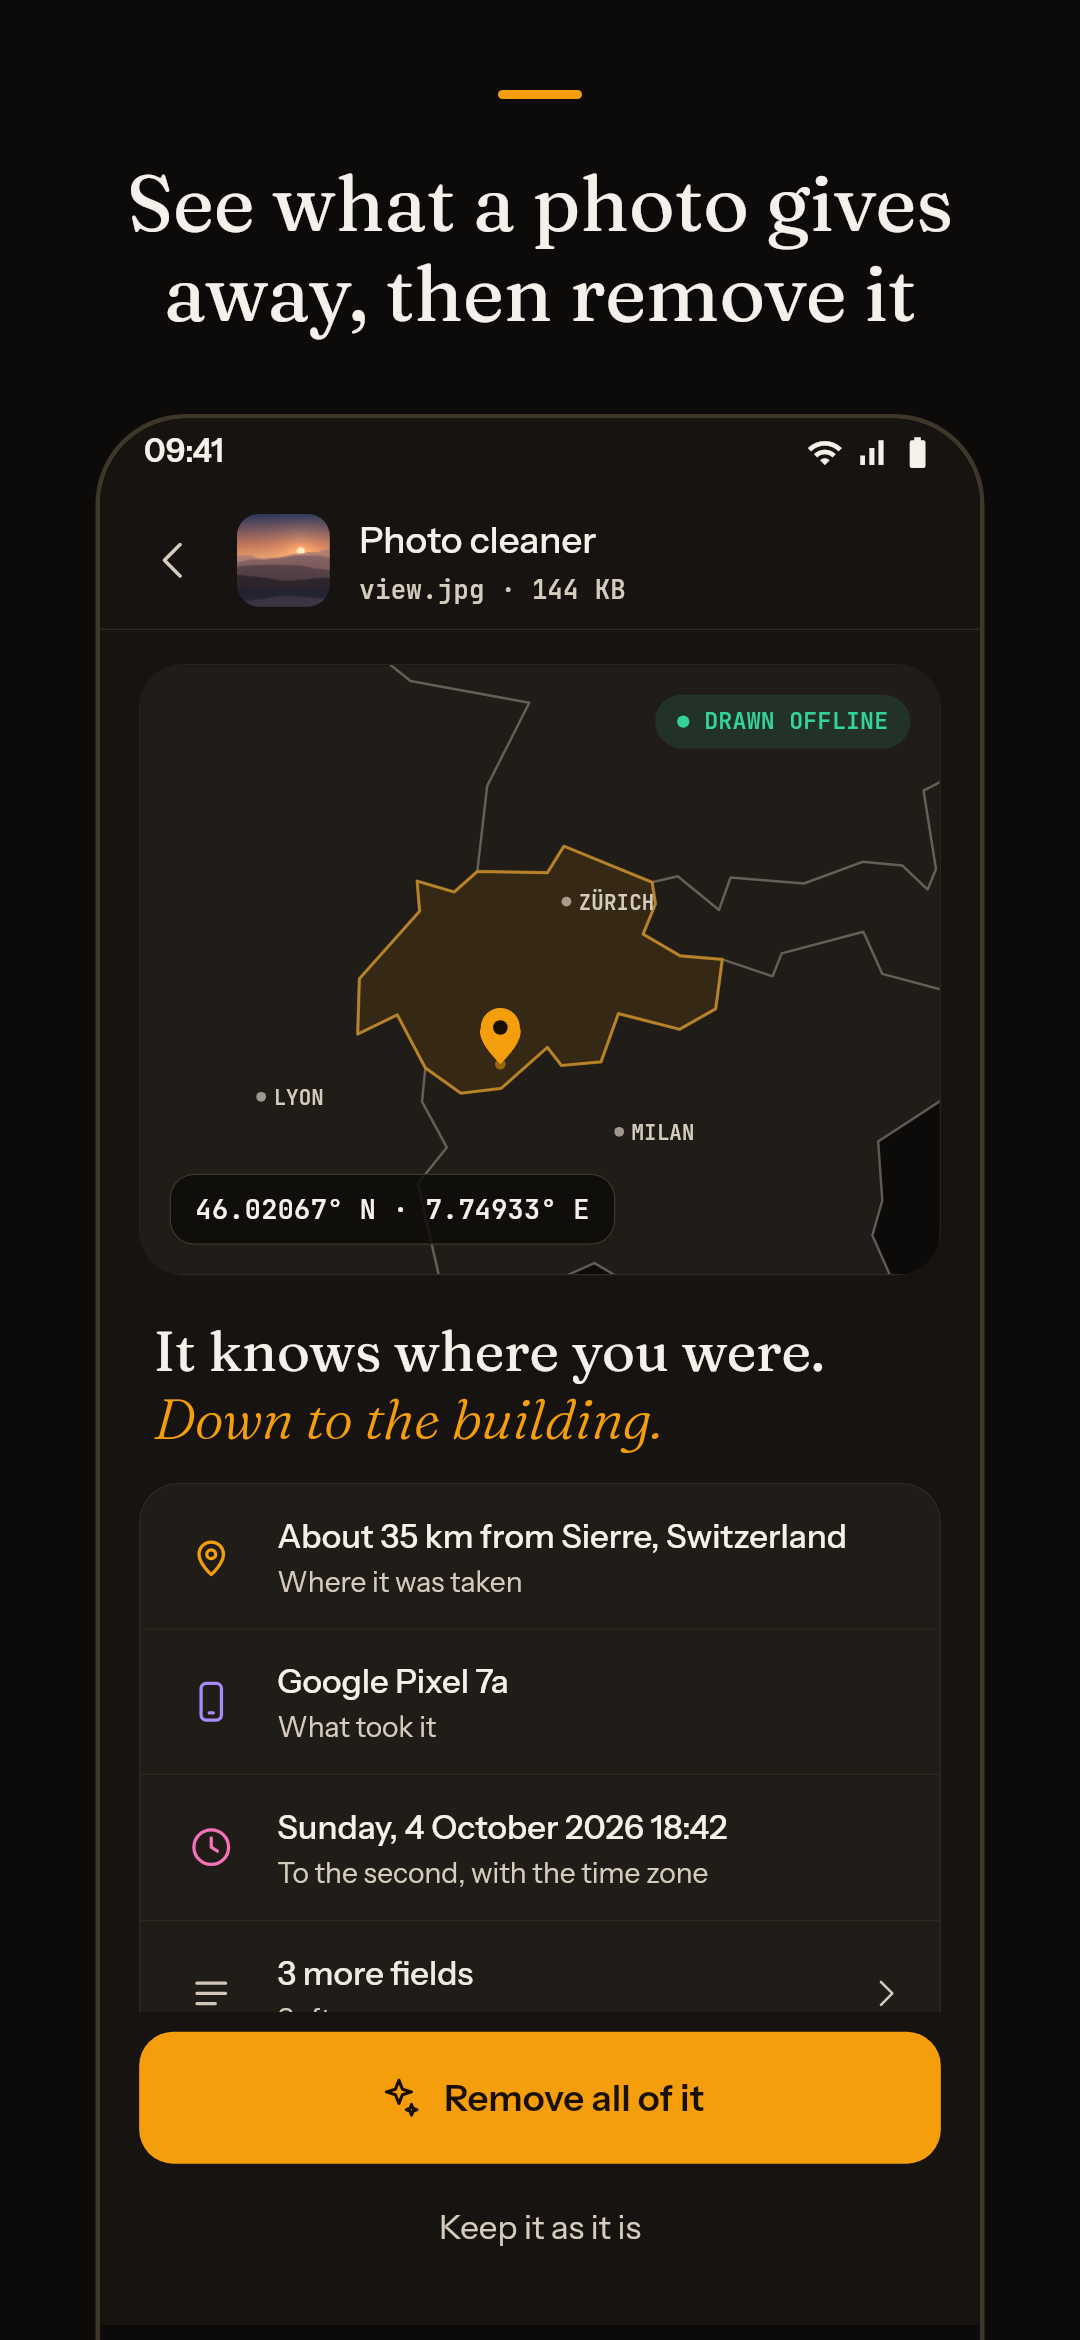 See what a photo gives
away, then remove it
09:41
Photo cleaner
view.jpg · 144 KB
DRAWN OFFLINE
ZÜRICH
LYON
MILAN
46.02067° N · 7.74933° E
It knows where you were.
Down to the building.
About 35 km from Sierre, Switzerland
Where it was taken
Google Pixel 7a
What took it
Sunday, 4 October 2026 18:42
To the second, with the time zone
3 more fields
Remove all of it
Keep it as it is